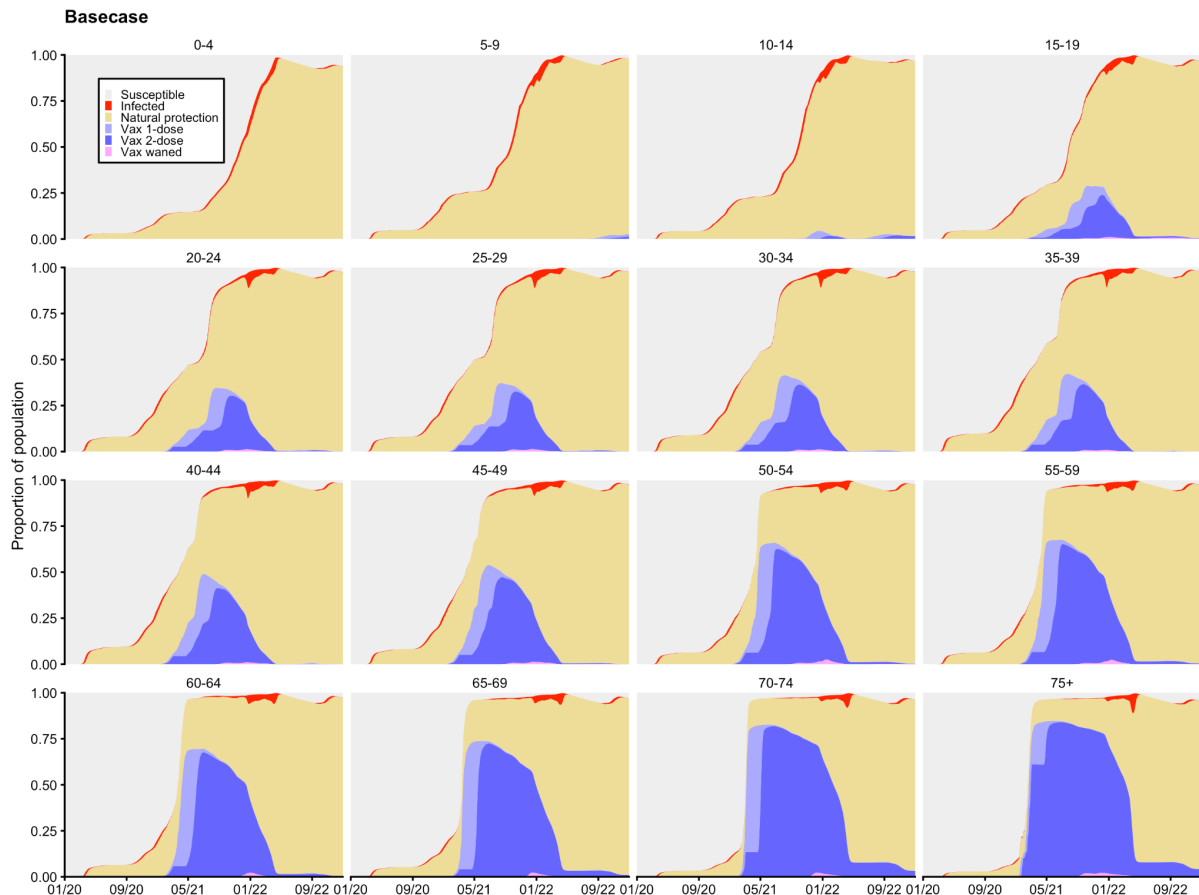 Basecase
0-4 5-9 10-14 15-19
1.00
0.75
0.50
0.25
0.00
Susceptible
Infected
Natural protection
Vax 1-dose
Vax 2-dose
Vax waned
20-24 25-29 30-34 35-39
1.00
0.75
0.50
0.25
0.00
Proportion of population
40-44 45-49 50-54 55-59
1.00
0.75
0.50
0.25
0.00
60-64 65-69 70-74 75+
1.00
0.75
0.50
0.25
0.00
01/20 09/20 05/21 01/22 09/22 01/20 09/20 05/21 01/22 09/22 01/20 09/20 05/21 01/22 09/22 01/20 09/20 05/21 01/22 09/22